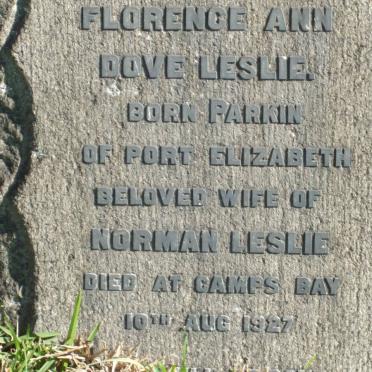 FLORENCE ANN
DOVE LESLIE.
BORN PARKIN
OF PORT ELIZABETH
BELOVED WIFE OF
NORMAN LESLIE
DIED AT CAMPS BAY
10TH AUG 1927